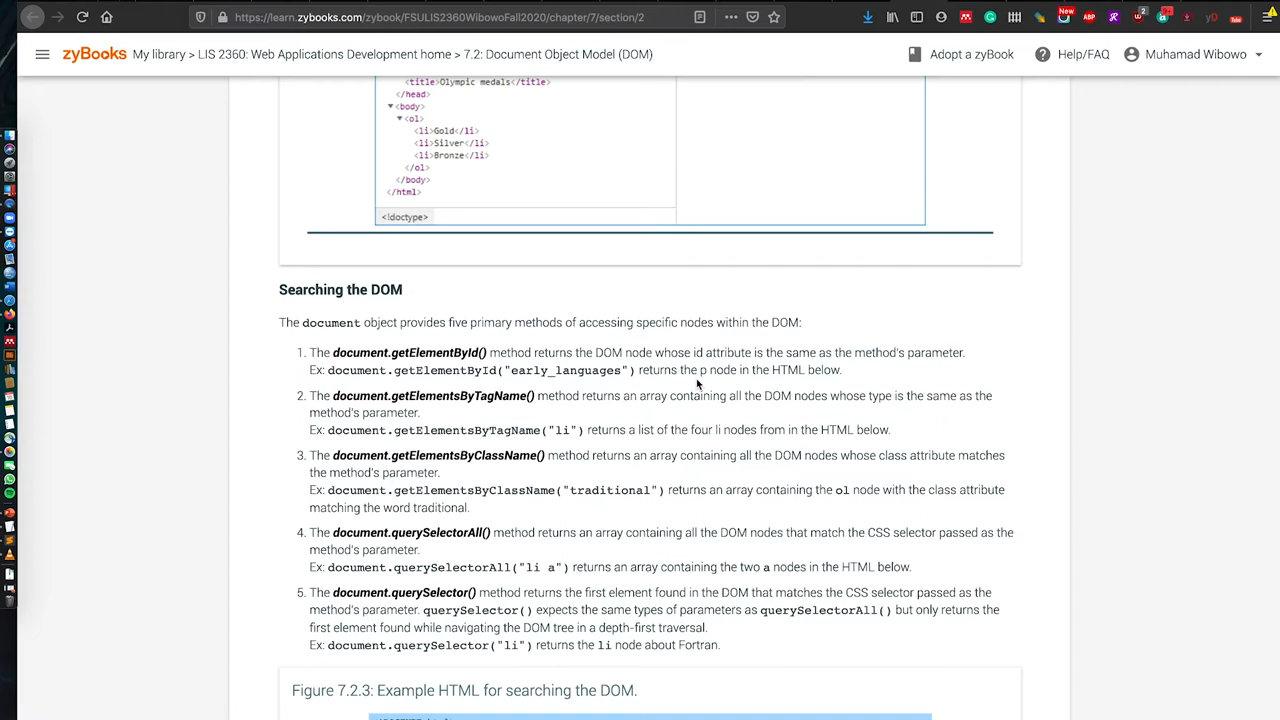 https://learn.zybooks.com/zybook/FSULIS2360WibowoFall2020/chapter/7/section/2
zyBooks My library > LIS 2360: Web Applications Development home > 7.2: Document Object Model (DOM)
Adopt a zyBook
Help/FAQ
Muhamad Wibowo
<title>Olympic medals</title>
</head>
▼<body>
▼<ol>
<li>Gold</li>
<li>Silver</li>
<li>Bronze</li>
</ol>
</body>
</html>
<!doctype>
Searching the DOM
The document object provides five primary methods of accessing specific nodes within the DOM:
1. The document.getElementById() method returns the DOM node whose id attribute is the same as the method's parameter.
Ex: document.getElementById("early_languages") returns the p node in the HTML below.
2. The document.getElementsByTagName() method returns an array containing all the DOM nodes whose type is the same as the
method's parameter.
Ex: document.getElementsByTagName("li") returns a list of the four li nodes from in the HTML below.
3. The document.getElementsByClassName() method returns an array containing all the DOM nodes whose class attribute matches
the method's parameter.
Ex: document.getElementsByClassName("traditional") returns an array containing the ol node with the class attribute
matching the word traditional.
4. The document.querySelectorAll() method returns an array containing all the DOM nodes that match the CSS selector passed as the
method's parameter.
Ex: document.querySelectorAll("li a") returns an array containing the two a nodes in the HTML below.
5. The document.querySelector() method returns the first element found in the DOM that matches the CSS selector passed as the
method's parameter. querySelector() expects the same types of parameters as querySelectorAll() but only returns the
first element found while navigating the DOM tree in a depth-first traversal.
Ex: document.querySelector("li") returns the li node about Fortran.
Figure 7.2.3: Example HTML for searching the DOM.